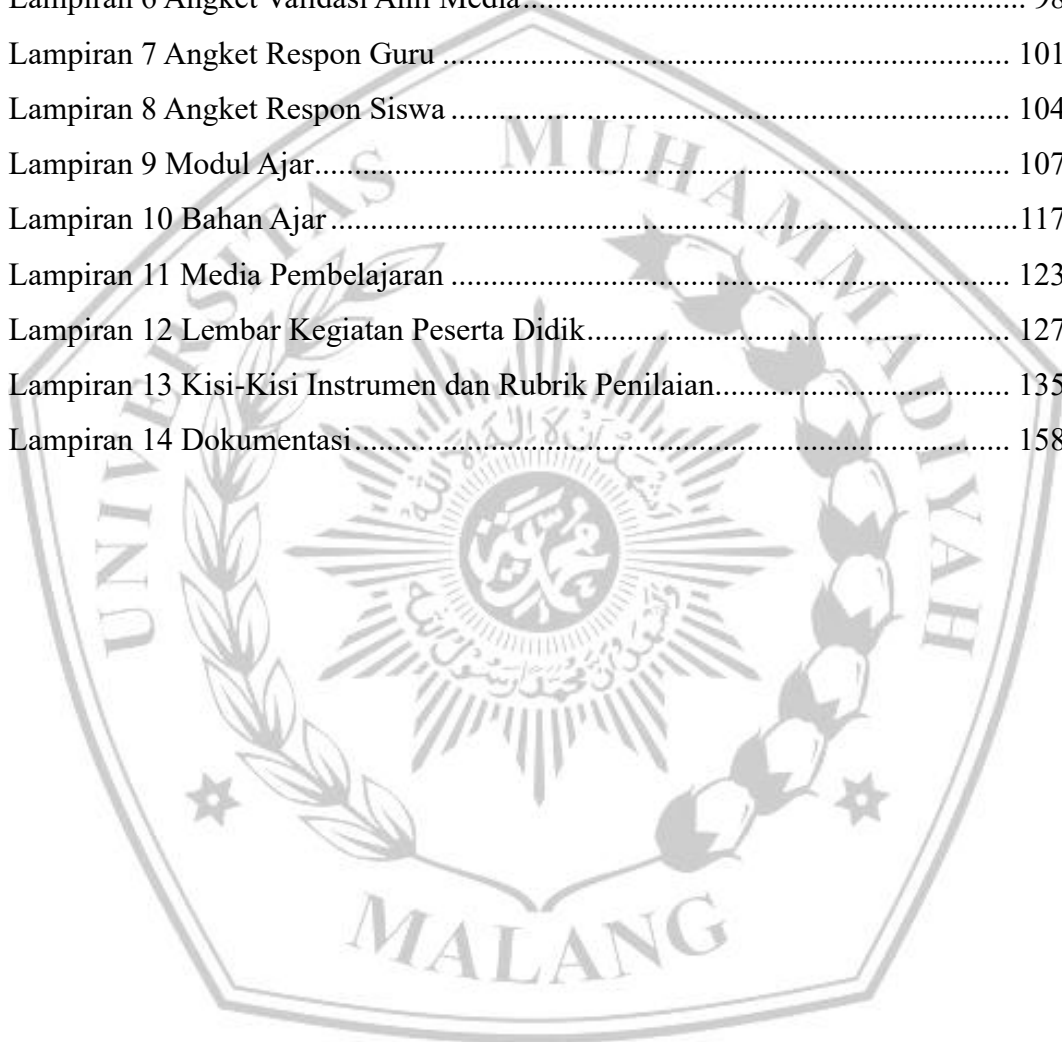 Lampiran 6 Angket Validasi Ahli Media........................................................... 98
Lampiran 7 Angket Respon Guru ..................................................................... 101
Lampiran 8 Angket Respon Siswa .................................................................... 104
Lampiran 9 Modul Ajar..................................................................................... 107
Lampiran 10 Bahan Ajar ....................................................................................117
Lampiran 11 Media Pembelajaran .................................................................... 123
Lampiran 12 Lembar Kegiatan Peserta Didik................................................... 127
Lampiran 13 Kisi-Kisi Instrumen dan Rubrik Penilaian.................................... 135
Lampiran 14 Dokumentasi................................................................................ 158
UNIVERSITAS MUHAMMADIYAH
MALANG